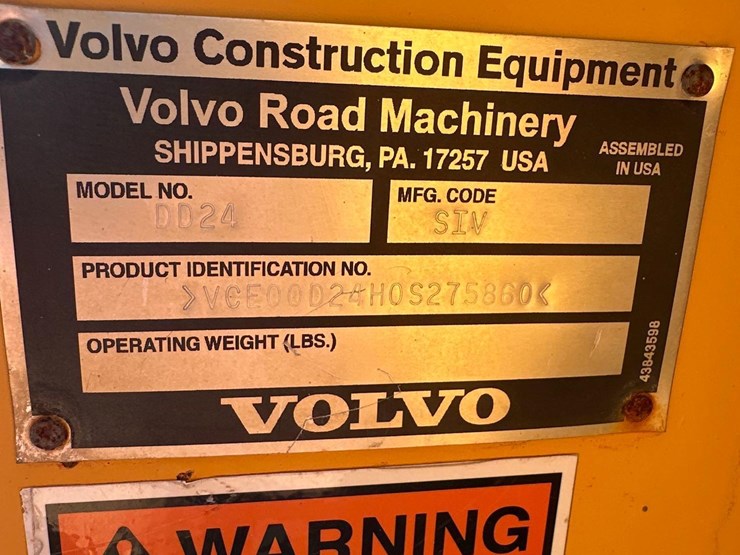 Volvo Construction Equipment
Volvo Road Machinery
SHIPPENSBURG, PA. 17257 USA
ASSEMBLED
IN USA
MODEL NO.
DD24
MFG. CODE
SIV
PRODUCT IDENTIFICATION NO.
>VCE00D24H0S275860<
OPERATING WEIGHT (LBS.)
43843598
VOLVO
WARNING